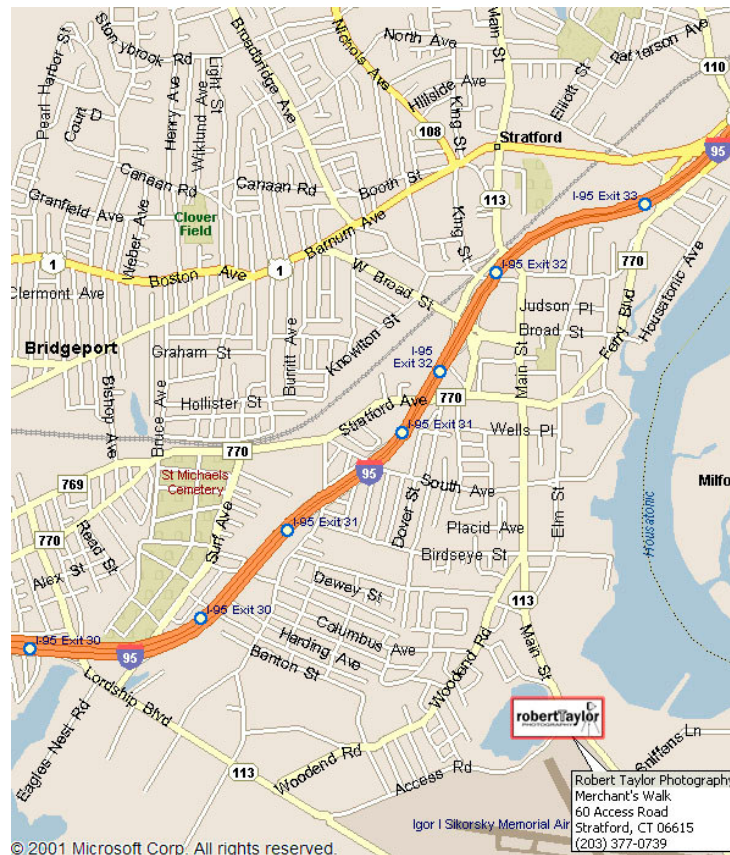 Main St
North Ave
Patterson Ave
110
Stonybrook Rd
Pearl Harbor St
Court D
Henry Ave
Wiklund Ave
Light St
Broadbridge Ave
Nichols Ave
Hillside Ave
Elliott St
King St
108
Stratford
95
Canaan Rd
Canaan Rd
Booth St
Granfield Ave
Weber Ave
Clover
Field
Barnum Ave
113
King St
I-95 Exit 33
1
Boston Ave
1
I-95 Exit 32
770
Clermont Ave
W Broad St
Judson Pl
Broad St
Ferry Blvd
Housatonic Ave
Bridgeport
Graham St
Burritt Ave
Knowlton St
I-95
Exit 32
Main St
Bishop Ave
Bruce Ave
Hollister St
Stratford Ave
770
I-95 Exit 31
Wells Pl
770
769
St Michaels
Cemetery
95
South Ave
Milfo
Surf Ave
Dover St
Elm St
Housatonic
770
Read St
I-95 Exit 31
Placid Ave
Birdseye St
Alex St
Dewey St
113
I-95 Exit 30
I-95 Exit 30
Columbus Ave
Harding Ave
Banton St
Woodend Rd
Main St
95
Lordship Blvd
Eagles Nest Rd
robertTaylor
PHOTOGRAPHY
Sniffens Ln
113
Woodend Rd
Access Rd
Igor I Sikorsky Memorial Air
Robert Taylor Photography
Merchant's Walk
60 Access Road
Stratford, CT 06615
(203) 377-0739
© 2001 Microsoft Corp. All rights reserved.